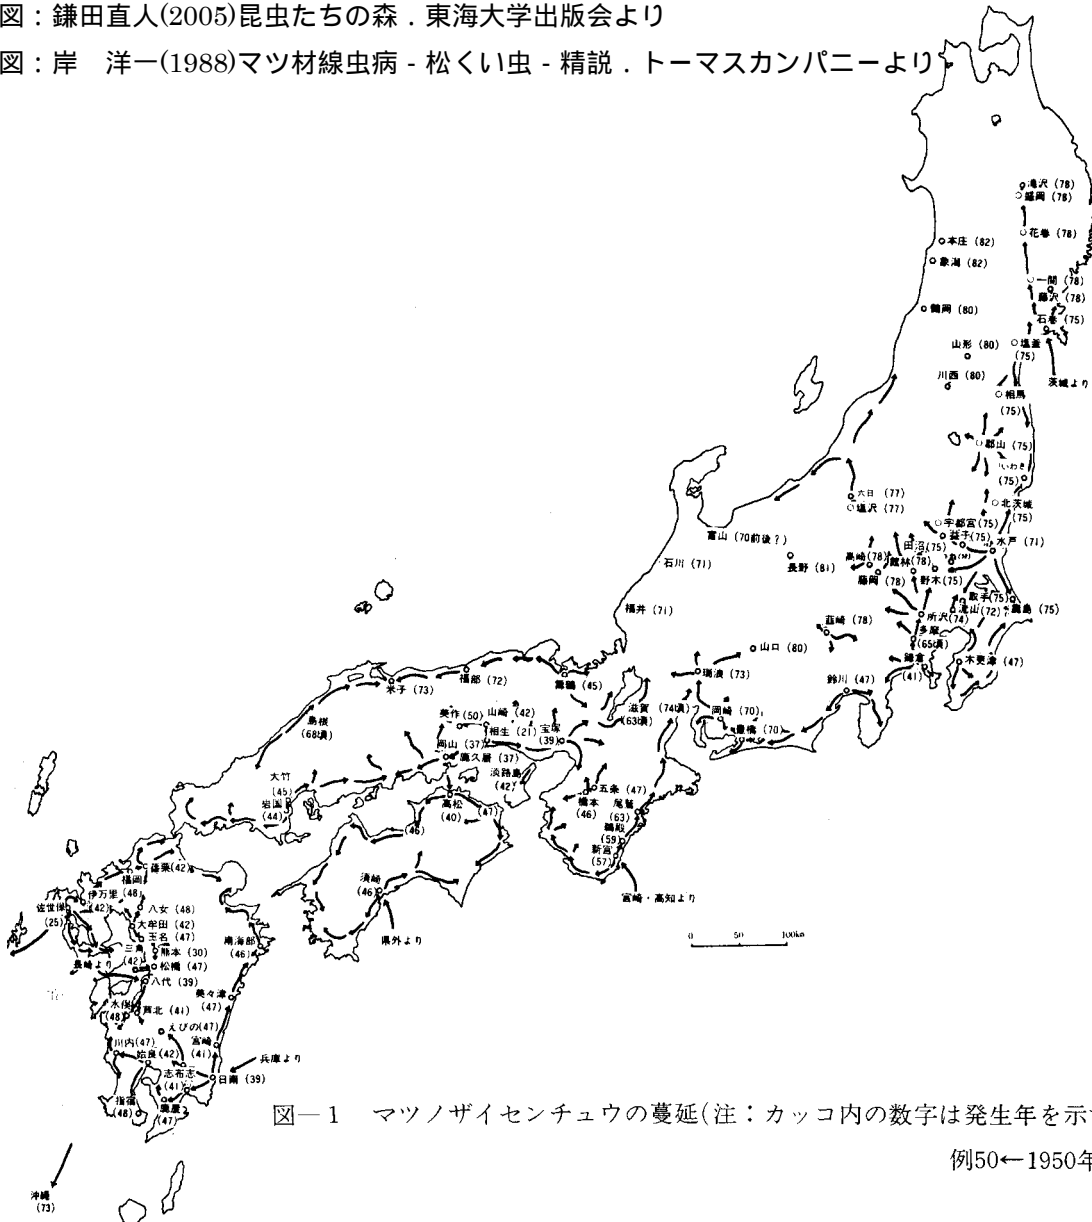 図：鎌田直人(2005)昆虫たちの森．東海大学出版会より
図：岸　洋一(1988)マツ材線虫病 - 松くい虫 - 精説．トーマスカンパニーより
滝沢 (78)
盛岡 (78)
花巻 (78)
本庄 (82)
象潟 (82)
一関 (78)
藤沢 (78)
石巻 (75)
鶴岡 (80)
山形 (80)
塩釜
(75)
川西 (80)
茨城より
相馬
(75)
郡山 (75)
いわき
(75)
六日 (77)
塩沢 (77)
北茨城
(75)
宇都宮 (75)
益子 (75)
水戸 (71)
田沼 (75)
富山 (70前後？)
長野 (81)
高崎 (78)
館林 (78)
藤岡 (78)
野木 (75)
石川 (71)
取手 (75)
流山 (72)
鹿島 (75)
所沢
(74)
福井 (71)
韮崎 (78)
多摩
(65頃)
山口 (80)
鎌倉
(41)
木更津 (47)
鈴川 (47)
瑞浪 (73)
福部 (72)
米子 (73)
舞鶴 (45)
滋賀 (74頃)
(63頃)
岡崎 (70)
豊橋 (70)
島根
(68頃)
美作 (50)
山崎 (42)
相生 (21)
宝塚
(39)
岡山 (37)
邑久郡 (37)
淡路島
(42)
大竹
(45)
岩国
(44)
高松
(40)
(47)
(46)
五条 (47)
橋本
(46)
尾鷲
(63)
鵜殿
(59)
新宮
(57)
宮崎・高知より
須崎
(46)
県外より
0 50 100km
篠栗 (42)
福岡
伊万里
(42)
(48)
佐世保
(25)
八女 (48)
大牟田 (42)
玉名 (47)
熊本 (30)
三角
(42)
松橋 (47)
長崎より
八代 (39)
南海部
(46)
美々津
(47)
水俣
(48)
芦北 (41)
えびの (47)
宮崎
(41)
川内 (47)
姶良 (42)
兵庫より
志布志
(41)
日南 (39)
指宿
(48)
鹿屋
(47)
沖縄
(73)
図―1　マツノザイセンチュウの蔓延(注：カッコ内の数字は発生年を示す
例50←1950年